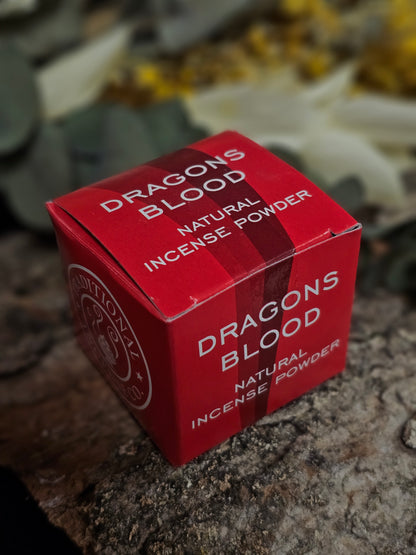 DRAGONS
BLOOD
NATURAL
INCENSE POWDER
DRAGONS
BLOOD
NATURAL
INCENSE POWDER